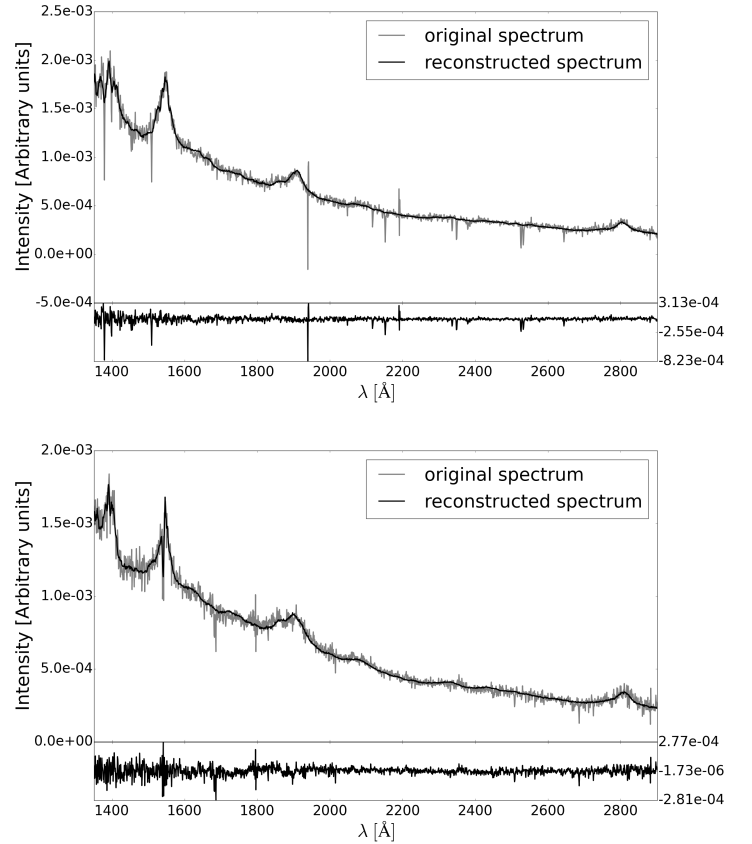 2.5e-03
2.0e-03
1.5e-03
1.0e-03
5.0e-04
0.0e+00
-5.0e-04
Intensity [Arbitrary units]
original spectrum
reconstructed spectrum
3.13e-04
-2.55e-04
-8.23e-04
1400 1600 1800 2000 2200 2400 2600 2800
λ [Å]
2.0e-03
1.5e-03
1.0e-03
5.0e-04
0.0e+00
Intensity [Arbitrary units]
original spectrum
reconstructed spectrum
2.77e-04
-1.73e-06
-2.81e-04
1400 1600 1800 2000 2200 2400 2600 2800
λ [Å]